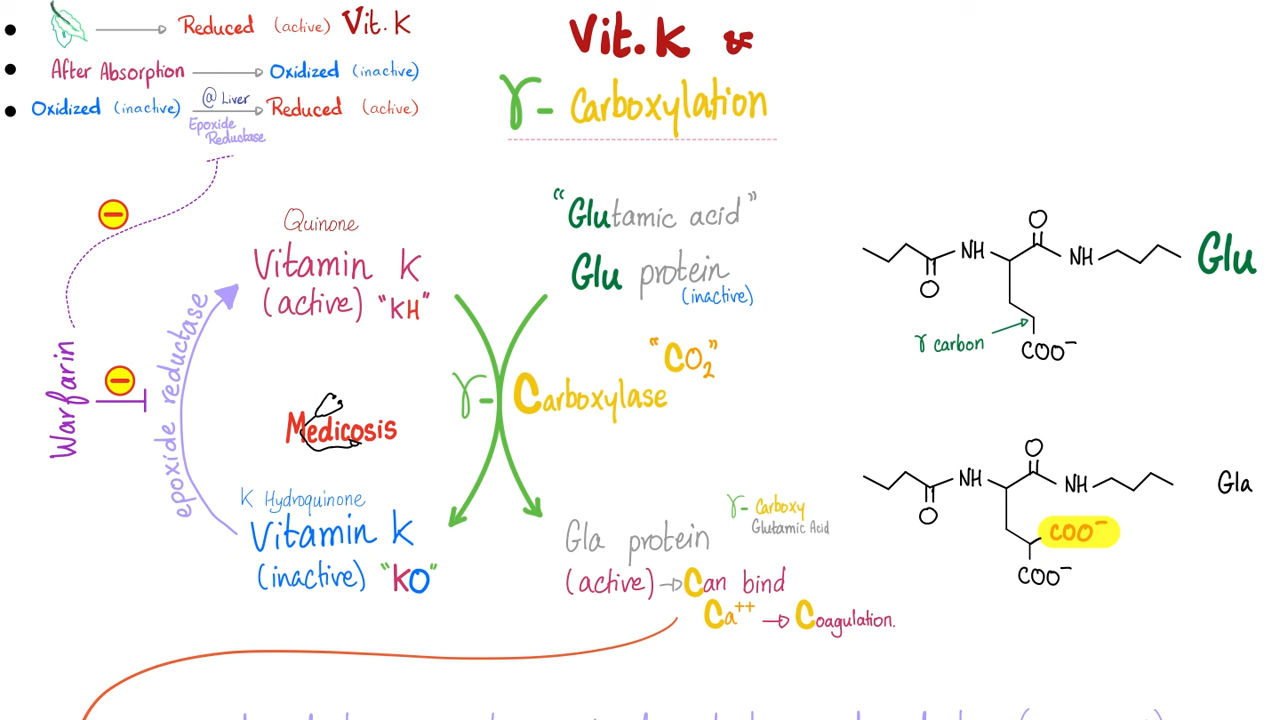 Reduced (active) Vit. K
After Absorption Oxidized (inactive)
Oxidized (inactive) @ Liver Reduced (active)
Epoxide
Reductase
Vit. K &
γ- Carboxylation
Quinone
Vitamin K
(active) "KH"
"Glutamic acid"
Glu protein
(inactive)
"CO2"
γ- Carboxylase
Warfarin
epoxide reductase
Medicosis
K Hydroquinone
Vitamin K
(inactive) "KO"
γ- Carboxy
Glutamic Acid
Gla protein
(active) → Can bind
Ca++ → Coagulation.
O
NH
NH
O
Glu
γ carbon
COO-
O
NH
NH
O
Gla
COO-
COO-